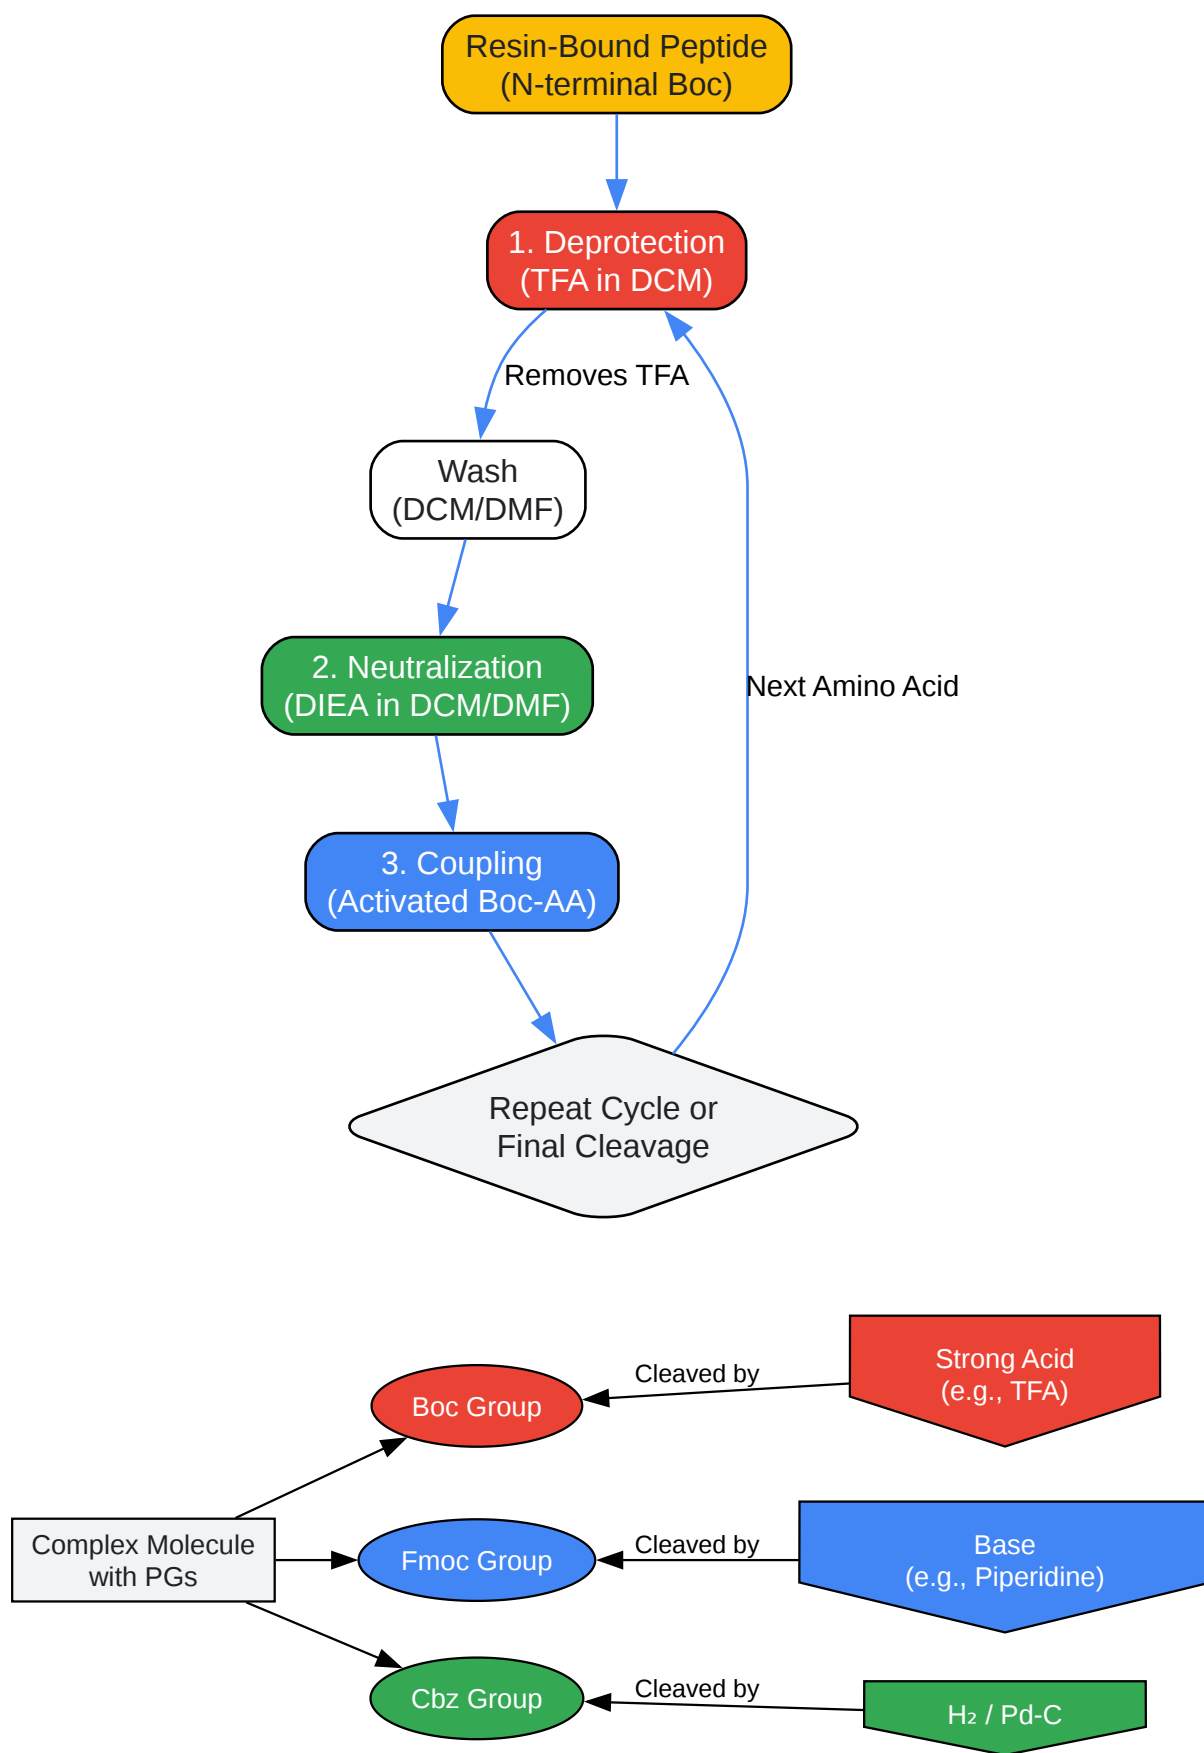 Resin-Bound Peptide
(N-terminal Boc)
1. Deprotection
(TFA in DCM)
Removes TFA
Wash
(DCM/DMF)
2. Neutralization
(DIEA in DCM/DMF)
Next Amino Acid
3. Coupling
(Activated Boc-AA)
Repeat Cycle or
Final Cleavage
Strong Acid
(e.g., TFA)
Cleaved by
Boc Group
Complex Molecule
with PGs
Fmoc Group
Cleaved by
Base
(e.g., Piperidine)
Cbz Group
Cleaved by
H₂ / Pd-C